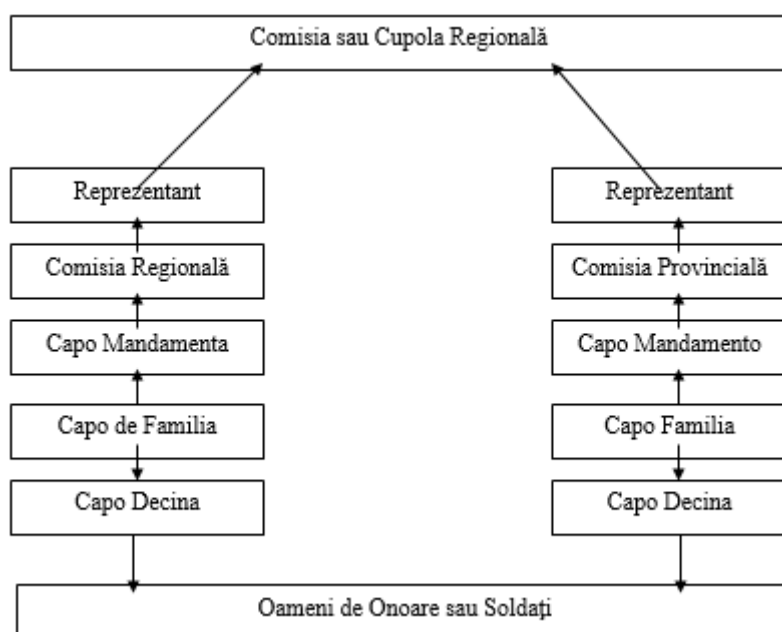 Comisia sau Cupola Regională
Reprezentant
Reprezentant
Comisia Regională
Comisia Provincială
Capo Mandamenta
Capo Mandamento
Capo de Familia
Capo Familia
Capo Decina
Capo Decina
Oameni de Onoare sau Soldaţi